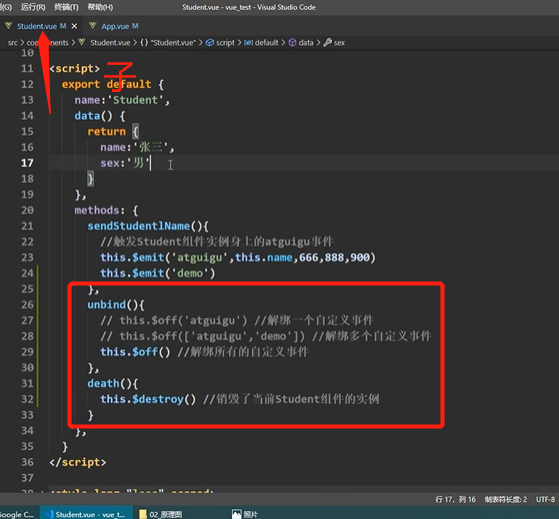 (G) 运行(R) 终端(T) 帮助(H)
Student.vue - vue_test - Visual Studio Code
Student.vue M × App.vue M
src > components > Student.vue > {} "Student.vue" > script > default > data > sex
10
11 <script>
子
12 export default {
13 name:'Student',
14 data() {
15 return {
16 name:'张三',
17 sex:'男'
18 }
19 },
20 methods: {
21 sendStudentlName(){
22 //触发Student组件实例身上的atguigu事件
23 this.$emit('atguigu',this.name,666,888,900)
24 this.$emit('demo')
25 },
26 unbind(){
27 // this.$off('atguigu') //解绑一个自定义事件
28 // this.$off(['atguigu','demo']) //解绑多个自定义事件
29 this.$off() //解绑所有的自定义事件
30 },
31 death(){
32 this.$destroy() //销毁了当前Student组件的实例
33 }
34 },
35 }
36 </script>
37
38 <style lang="less" scoped>
行 17，列 16 制表符长度: 2 UTF-8
Google C... Student.vue - vue_t... 02_原理图 照片